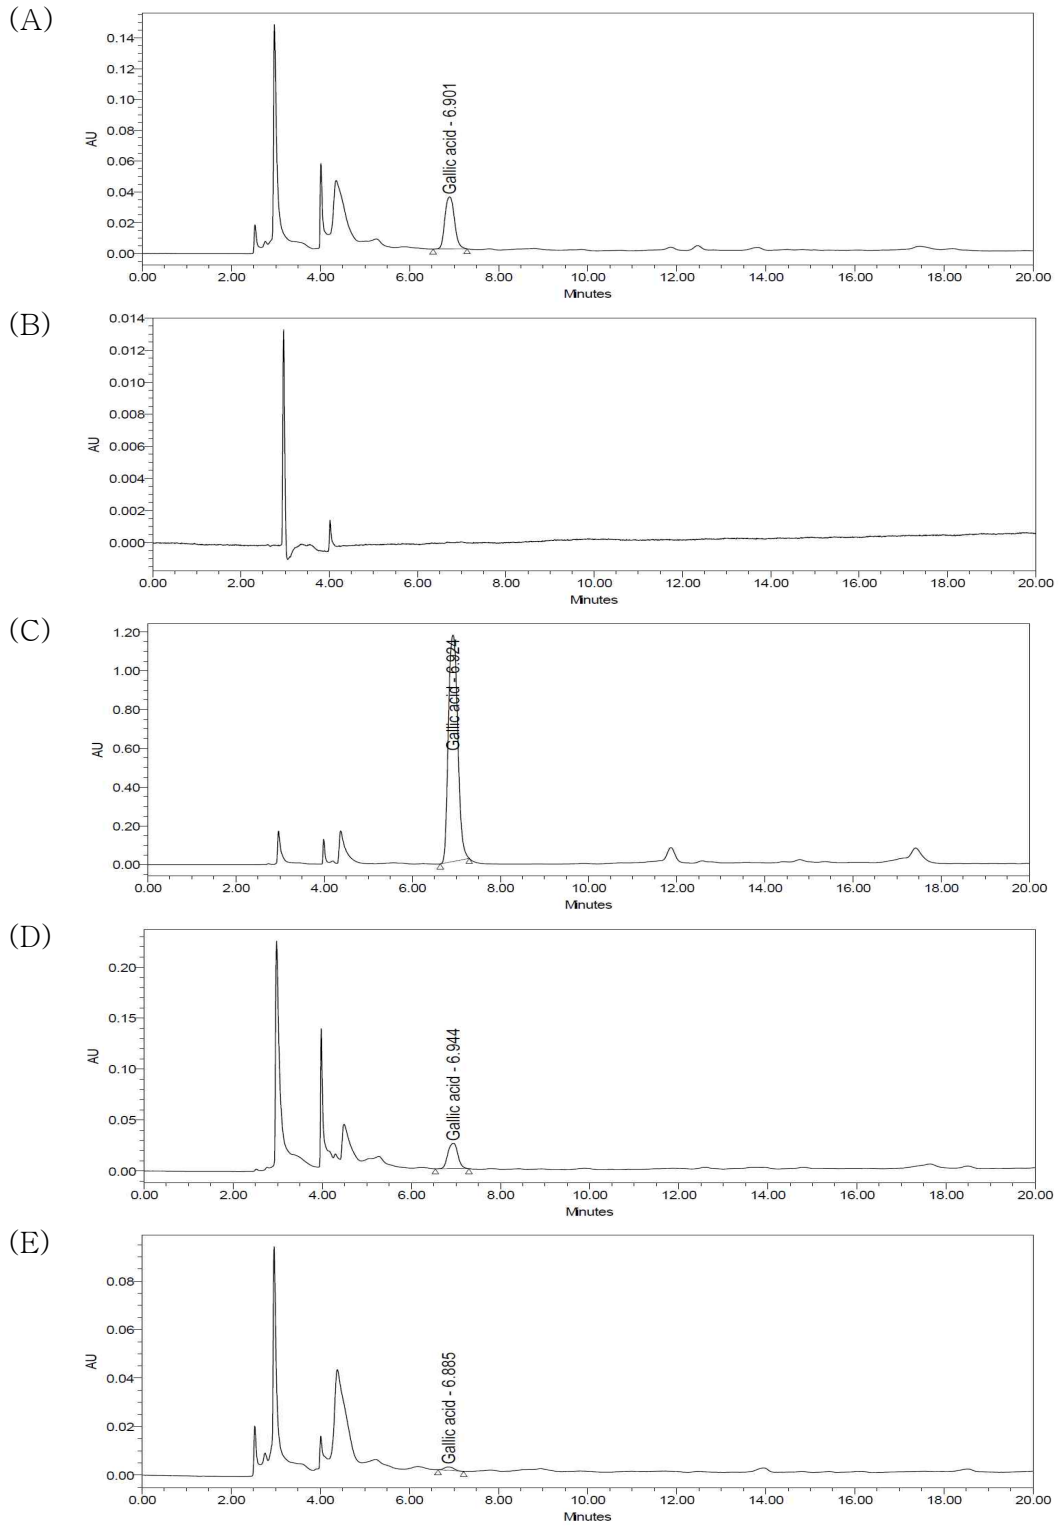 (A)
AU
0.14
0.12
0.10
0.08
0.06
0.04
0.02
0.00
Gallic acid - 6.901
0.00 2.00 4.00 6.00 8.00 10.00 12.00 14.00 16.00 18.00 20.00
Minutes
(B)
AU
0.014
0.012
0.010
0.008
0.006
0.004
0.002
0.000
0.00 2.00 4.00 6.00 8.00 10.00 12.00 14.00 16.00 18.00 20.00
Minutes
(C)
AU
1.20
1.00
0.80
0.60
0.40
0.20
0.00
Gallic acid - 6.924
0.00 2.00 4.00 6.00 8.00 10.00 12.00 14.00 16.00 18.00 20.00
Minutes
(D)
AU
0.20
0.15
0.10
0.05
0.00
Gallic acid - 6.944
0.00 2.00 4.00 6.00 8.00 10.00 12.00 14.00 16.00 18.00 20.00
Minutes
(E)
AU
0.08
0.06
0.04
0.02
0.00
Gallic acid - 6.885
0.00 2.00 4.00 6.00 8.00 10.00 12.00 14.00 16.00 18.00 20.00
Minutes